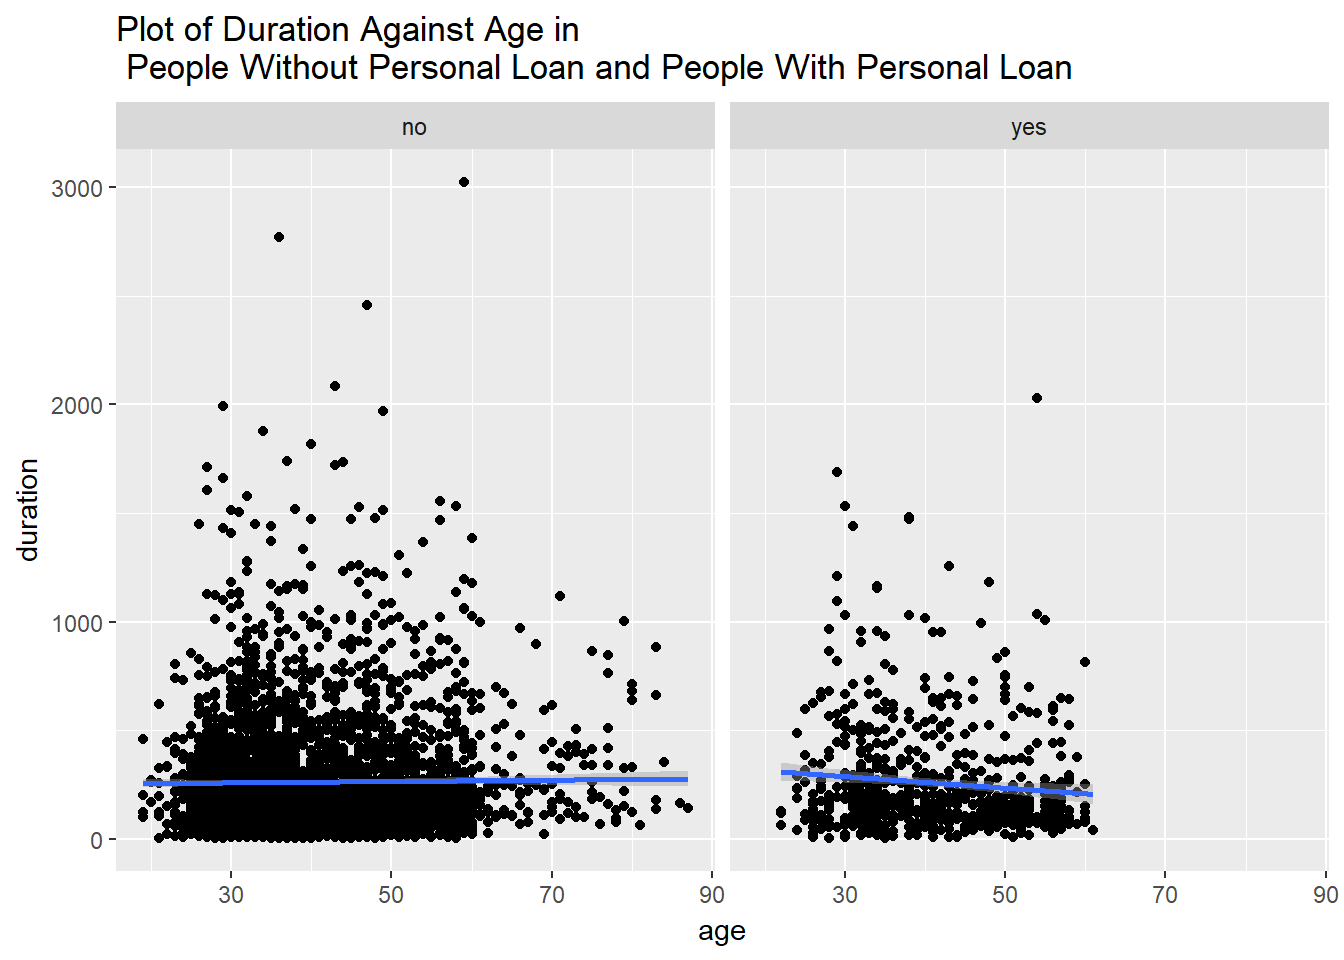 Plot of Duration Against Age in
People Without Personal Loan and People With Personal Loan
no
yes
3000
2000
1000
0
duration
30 50 70 90
30 50 70 90
age